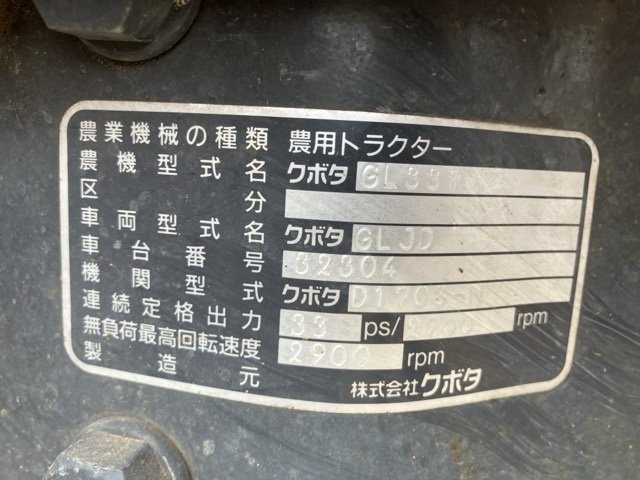 農業機械の種類 農用トラクター
農機型式名 クボタ
区分
車両型式名 クボタ GLJD
車台番号 32304
機関型式 クボタ
連続定格出力 33 ps/ rpm
無負荷最高回転速度 2900 rpm
製造元 株式会社クボタ